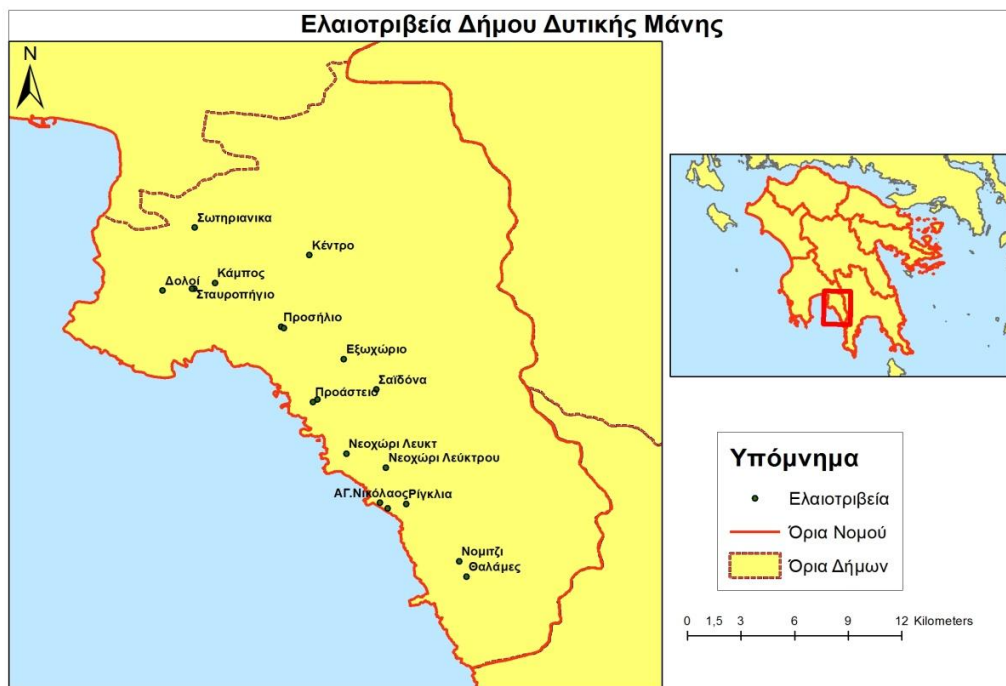 Ελαιοτριβεία Δήμου Δυτικής Μάνης
N
Σωτηριανικα
Κέντρο
Κάμπος
Δολοί
Σταυροπήγιο
Προσήλιο
Εξωχώριο
Σαϊδόνα
Προάστειο
Νεοχώρι Λευκτ
Νεοχώρι Λεύκτρου
ΑΓ.Νικόλαος
Ρίγκλια
Νομιτζι
Θαλάμες
Υπόμνημα
Ελαιοτριβεία
Όρια Νομού
Όρια Δήμων
0 1,5 3 6 9 12 Kilometers